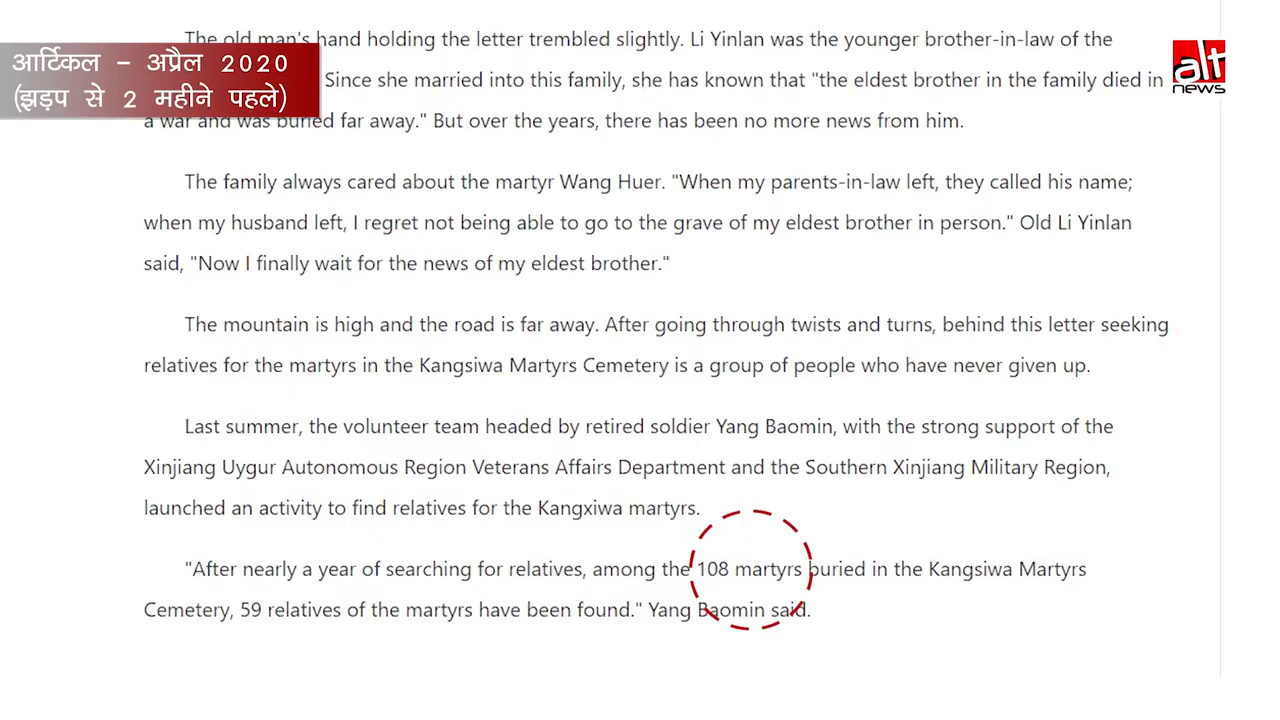 The old man's hand holding the letter trembled slightly. Li Yinlan was the younger brother-in-law of the
आर्टिकल – अप्रैल 2020
(झड़प से 2 महीने पहले)
alt
news
Since she married into this family, she has known that "the eldest brother in the family died in
a war and was buried far away." But over the years, there has been no more news from him.
The family always cared about the martyr Wang Huer. "When my parents-in-law left, they called his name;
when my husband left, I regret not being able to go to the grave of my eldest brother in person." Old Li Yinlan
said, "Now I finally wait for the news of my eldest brother."
The mountain is high and the road is far away. After going through twists and turns, behind this letter seeking
relatives for the martyrs in the Kangsiwa Martyrs Cemetery is a group of people who have never given up.
Last summer, the volunteer team headed by retired soldier Yang Baomin, with the strong support of the
Xinjiang Uygur Autonomous Region Veterans Affairs Department and the Southern Xinjiang Military Region,
launched an activity to find relatives for the Kangxiwa martyrs.
"After nearly a year of searching for relatives, among the 108 martyrs buried in the Kangsiwa Martyrs
Cemetery, 59 relatives of the martyrs have been found." Yang Baomin said.